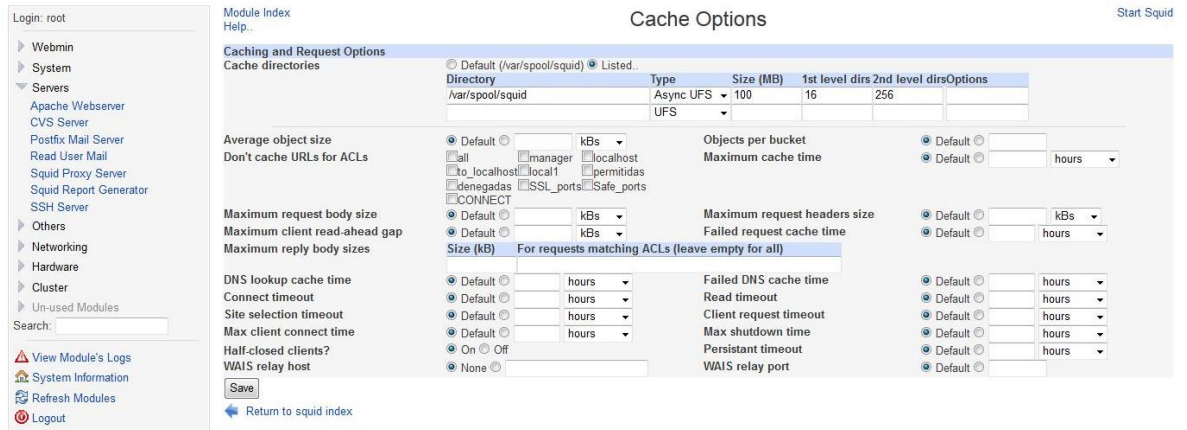 Login: root
Webmin
System
Servers
Apache Webserver
CVS Server
Postfix Mail Server
Read User Mail
Squid Proxy Server
Squid Report Generator
SSH Server
Others
Networking
Hardware
Cluster
Un-used Modules
Search:
View Module's Logs
System Information
Refresh Modules
Logout
Module Index
Help..
Cache Options
Start Squid
Caching and Request Options
Cache directories Default (/var/spool/squid) Listed..
Directory Type Size (MB) 1st level dirs 2nd level dirs Options
/var/spool/squid Async UFS 100 16 256
UFS
Average object size Default kBs Objects per bucket Default
Don't cache URLs for ACLs all manager localhost Maximum cache time Default hours
to_localhost local1 permitidas
denegadas SSL_ports Safe_ports
CONNECT
Maximum request body size Default kBs Maximum request headers size Default kBs
Maximum client read-ahead gap Default kBs Failed request cache time Default hours
Maximum reply body sizes Size (kB) For requests matching ACLs (leave empty for all)
DNS lookup cache time Default hours Failed DNS cache time Default hours
Connect timeout Default hours Read timeout Default hours
Site selection timeout Default hours Client request timeout Default hours
Max client connect time Default hours Max shutdown time Default hours
Half-closed clients? On Off Persistant timeout Default hours
WAIS relay host None WAIS relay port Default
Save
Return to squid index